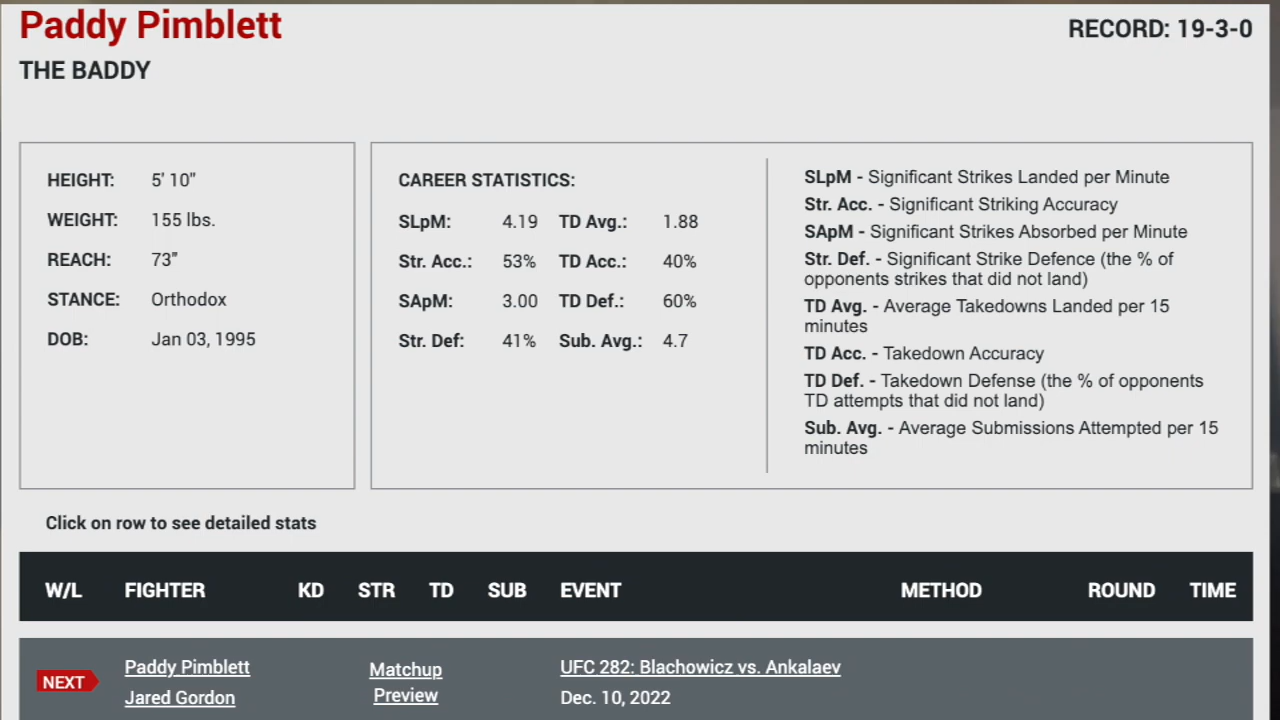 Paddy Pimblett
RECORD: 19-3-0
THE BADDY
HEIGHT: 5' 10"
WEIGHT: 155 lbs.
REACH: 73"
STANCE: Orthodox
DOB: Jan 03, 1995
CAREER STATISTICS:
SLpM: 4.19 TD Avg.: 1.88
Str. Acc.: 53% TD Acc.: 40%
SApM: 3.00 TD Def.: 60%
Str. Def: 41% Sub. Avg.: 4.7
SLpM - Significant Strikes Landed per Minute
Str. Acc. - Significant Striking Accuracy
SApM - Significant Strikes Absorbed per Minute
Str. Def. - Significant Strike Defence (the % of
opponents strikes that did not land)
TD Avg. - Average Takedowns Landed per 15
minutes
TD Acc. - Takedown Accuracy
TD Def. - Takedown Defense (the % of opponents
TD attempts that did not land)
Sub. Avg. - Average Submissions Attempted per 15
minutes
Click on row to see detailed stats
W/L FIGHTER KD STR TD SUB EVENT METHOD ROUND TIME
NEXT
Paddy Pimblett
Jared Gordon
Matchup
Preview
UFC 282: Blachowicz vs. Ankalaev
Dec. 10, 2022